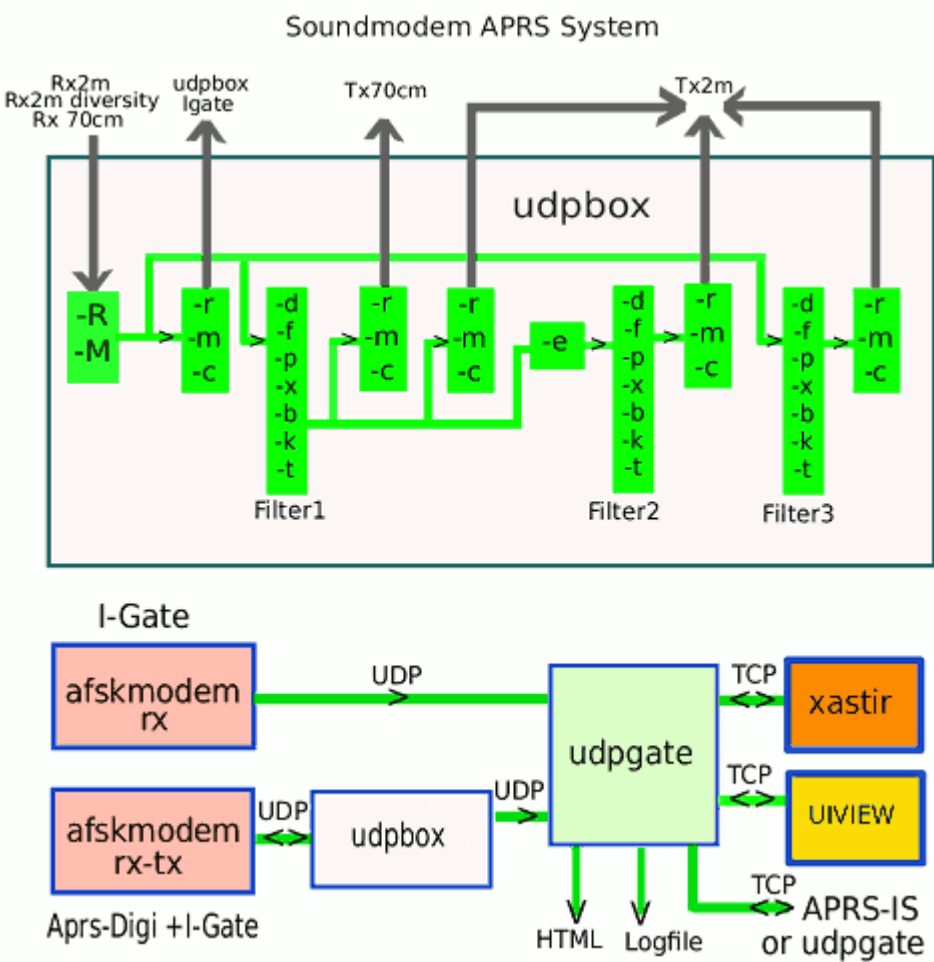 Soundmodem APRS System
Rx2m
Rx2m diversity
Rx 70cm
udpbox
Igate
Tx70cm
Tx2m
udpbox
-R
-M
-r
-m
-c
-d
-f
-p
-x
-b
-k
-t
Filter1
-r
-m
-c
-r
-m
-c
-e
-d
-f
-p
-x
-b
-k
-t
Filter2
-r
-m
-c
-d
-f
-p
-x
-b
-k
-t
Filter3
-r
-m
-c
I-Gate
afskmodem
rx
UDP
udpgate
TCP
xastir
afskmodem
rx-tx
UDP
udpbox
UDP
TCP
UIVIEW
Aprs-Digi +I-Gate
HTML
Logfile
TCP
APRS-IS
or udpgate